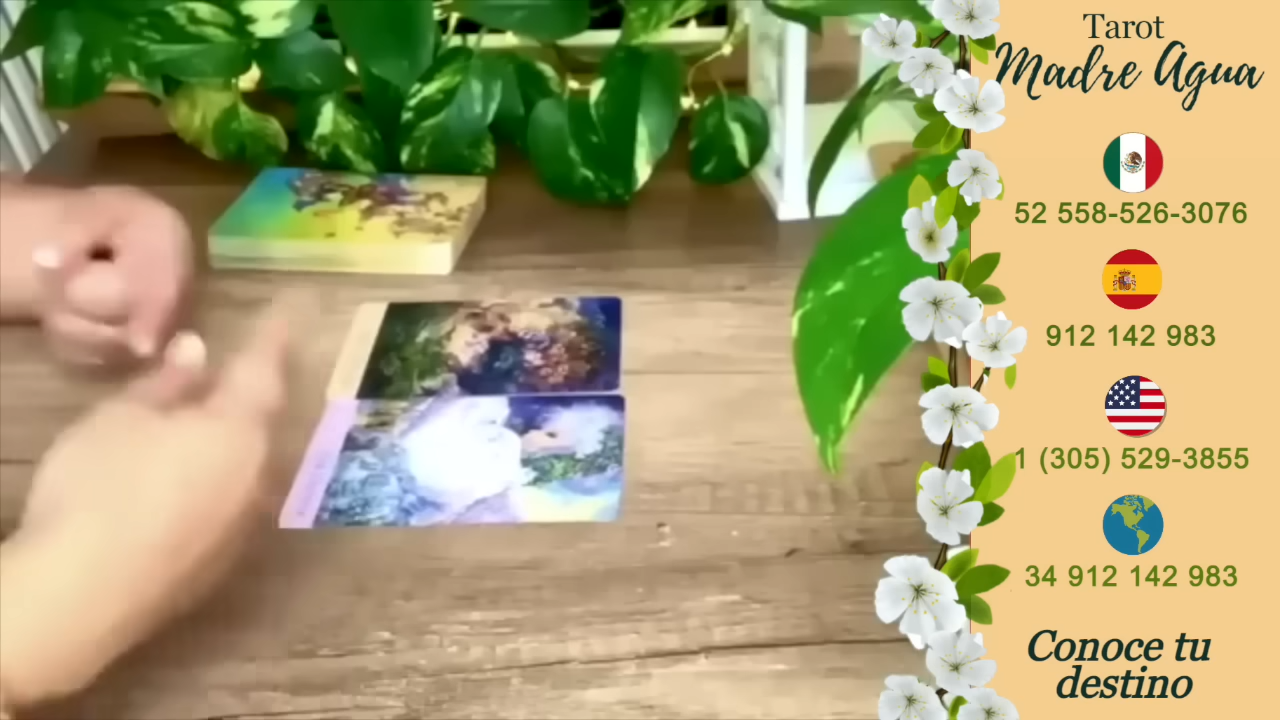 Tarot
Madre Agua
52 558-526-3076
912 142 983
1 (305) 529-3855
34 912 142 983
Conoce tu
destino